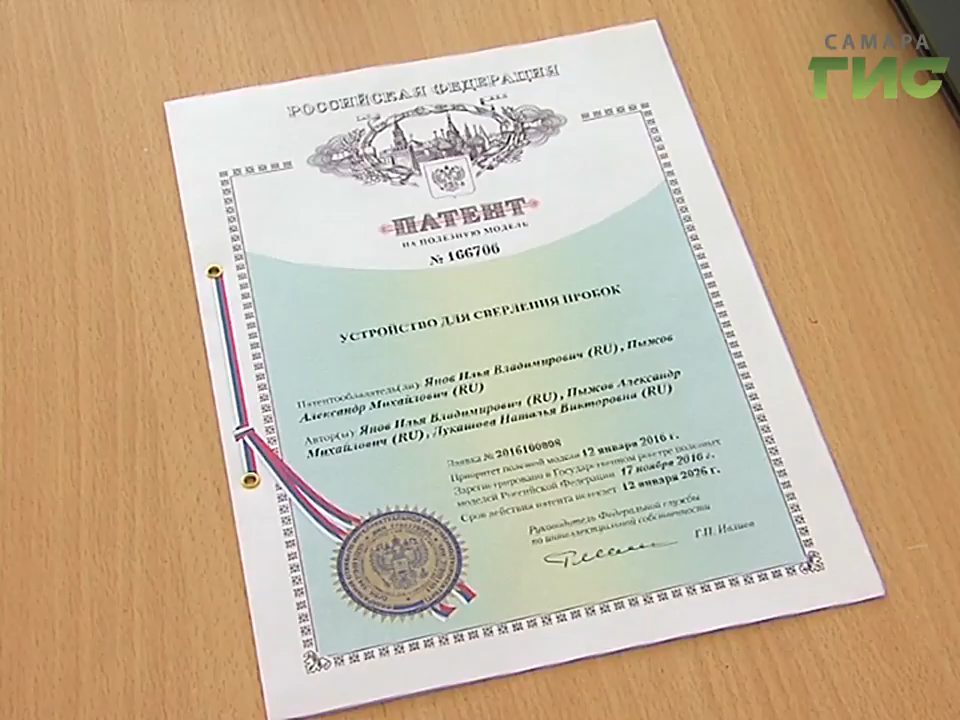 САМАРА
ГИС
РОССИЙСКАЯ ФЕДЕРАЦИЯ
ПАТЕНТ
НА ПОЛЕЗНУЮ МОДЕЛЬ
№ 166706
УСТРОЙСТВО ДЛЯ СВЕРЛЕНИЯ ПРОБОК
Патентообладатель(ли): Янов Илья Владимирович (RU), Пыжов
Александр Михайлович (RU)
Автор(ы): Янов Илья Владимирович (RU), Пыжов Александр
Михайлович (RU), Лукашова Наталья Викторовна (RU)
Заявка № 2016100898
Приоритет полезной модели 12 января 2016 г.
Зарегистрировано в Государственном реестре полезных
моделей Российской Федерации 17 ноября 2016 г.
Срок действия патента истекает 12 января 2026 г.
Руководитель Федеральной службы
по интеллектуальной собственности
Г.П. Ивлиев